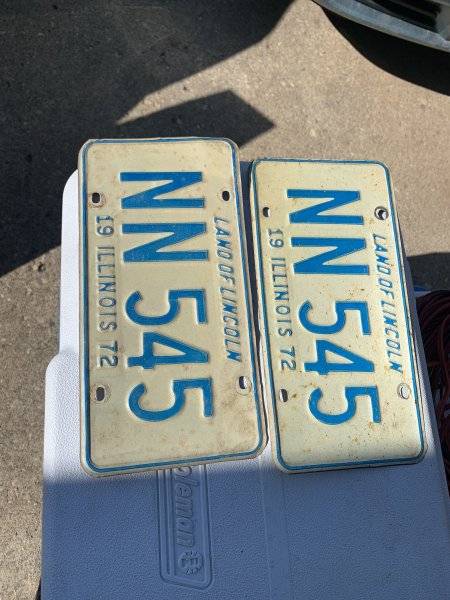 LAND OF LINCOLN
NN 545
19 ILLINOIS 72
LAND OF LINCOLN
NN 545
19 ILLINOIS 72